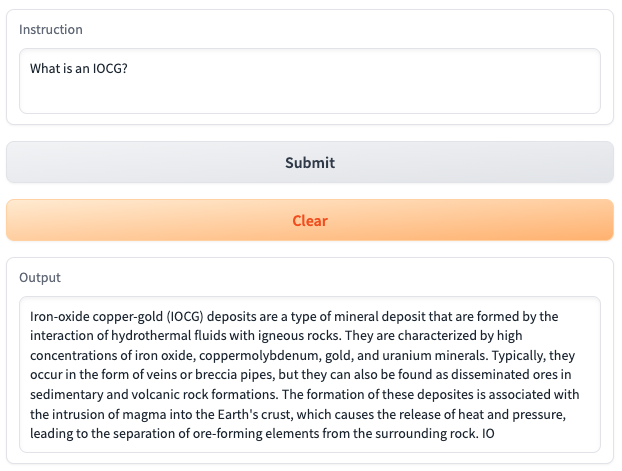 Instruction
What is an IOCG?
Submit
Clear
Output
Iron-oxide copper-gold (IOCG) deposits are a type of mineral deposit that are formed by the
interaction of hydrothermal fluids with igneous rocks. They are characterized by high
concentrations of iron oxide, coppermolybdenum, gold, and uranium minerals. Typically, they
occur in the form of veins or breccia pipes, but they can also be found as disseminated ores in
sedimentary and volcanic rock formations. The formation of these deposites is associated with
the intrusion of magma into the Earth's crust, which causes the release of heat and pressure,
leading to the separation of ore-forming elements from the surrounding rock. IO